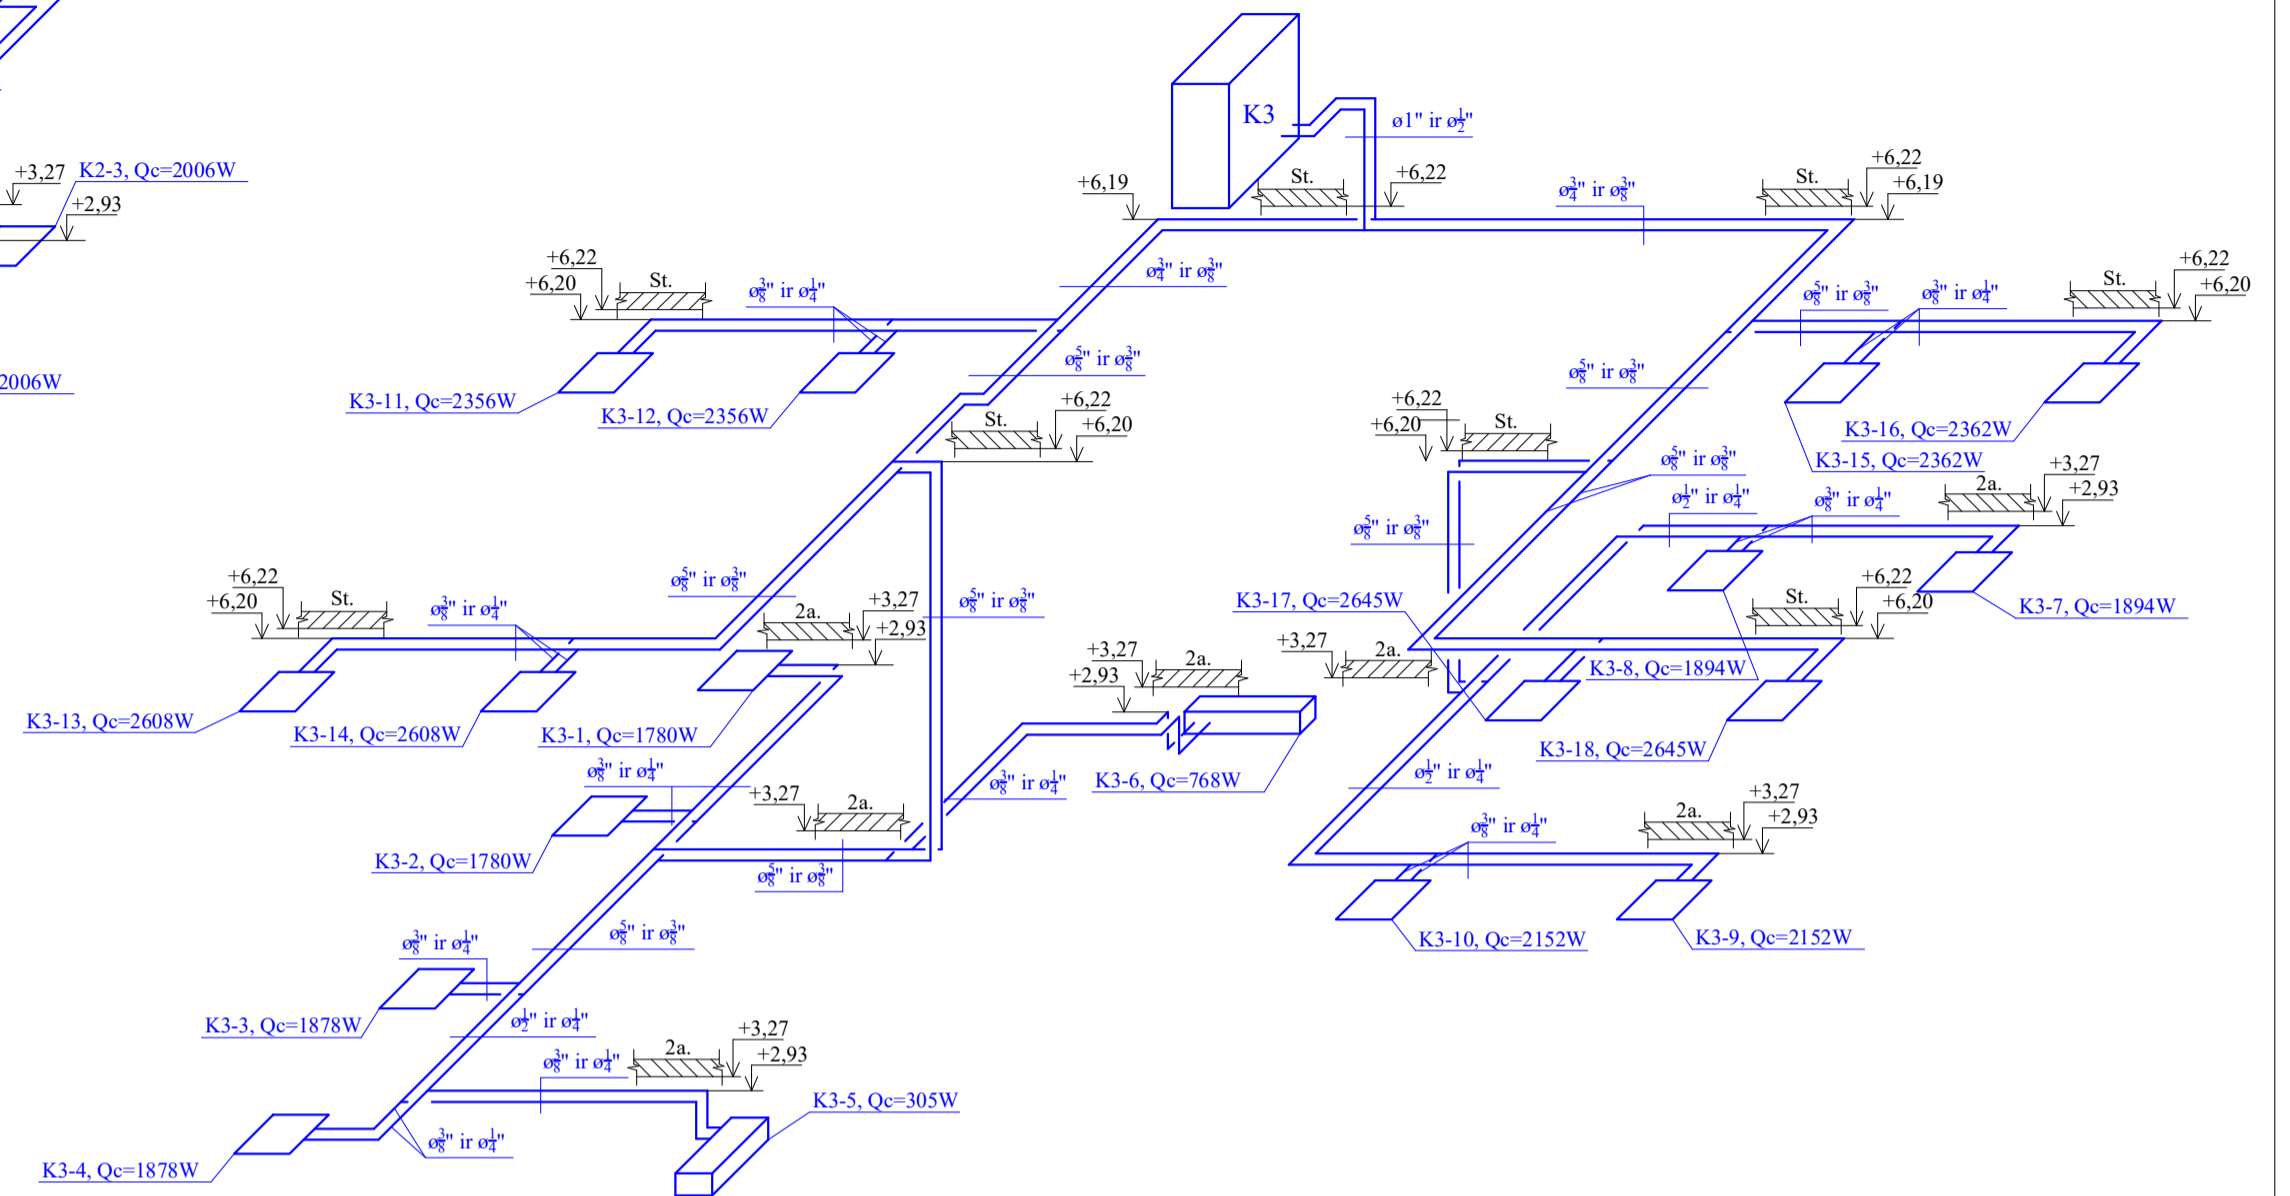 K3
ø1" ir ø1/2"
+3,27
K2-3, Qc=2006W
+2,93
2006W
+6,19
St.
+6,22
ø3/4" ir ø3/8"
St.
+6,22
+6,19
+6,22
+6,20
St.
ø3/8" ir ø1/4"
ø3/4" ir ø3/8"
ø5/8" ir ø3/8"
ø3/8" ir ø1/4"
St.
+6,22
+6,20
K3-11, Qc=2356W
K3-12, Qc=2356W
ø5/8" ir ø3/8"
St.
+6,22
+6,20
+6,22
+6,20
St.
ø5/8" ir ø3/8"
K3-16, Qc=2362W
K3-15, Qc=2362W
ø5/8" ir ø3/8"
ø1/2" ir ø1/4"
ø3/8" ir ø1/4"
2a.
+3,27
+2,93
ø5/8" ir ø3/8"
+6,22
+6,20
St.
ø3/8" ir ø1/4"
ø5/8" ir ø3/8"
2a.
+3,27
+2,93
ø5/8" ir ø3/8"
K3-17, Qc=2645W
St.
+6,22
+6,20
K3-7, Qc=1894W
K3-8, Qc=1894W
+3,27
+2,93
2a.
+3,27
2a.
K3-13, Qc=2608W
K3-14, Qc=2608W
K3-1, Qc=1780W
K3-18, Qc=2645W
ø3/8" ir ø1/4"
ø3/8" ir ø1/4"
K3-6, Qc=768W
ø1/2" ir ø1/4"
+3,27
2a.
2a.
+3,27
+2,93
ø3/8" ir ø1/4"
K3-2, Qc=1780W
ø5/8" ir ø3/8"
ø3/8" ir ø1/4"
ø5/8" ir ø3/8"
K3-10, Qc=2152W
K3-9, Qc=2152W
K3-3, Qc=1878W
ø1/2" ir ø1/4"
ø3/8" ir ø1/4"
2a.
+3,27
+2,93
K3-5, Qc=305W
ø3/8" ir ø1/4"
K3-4, Qc=1878W